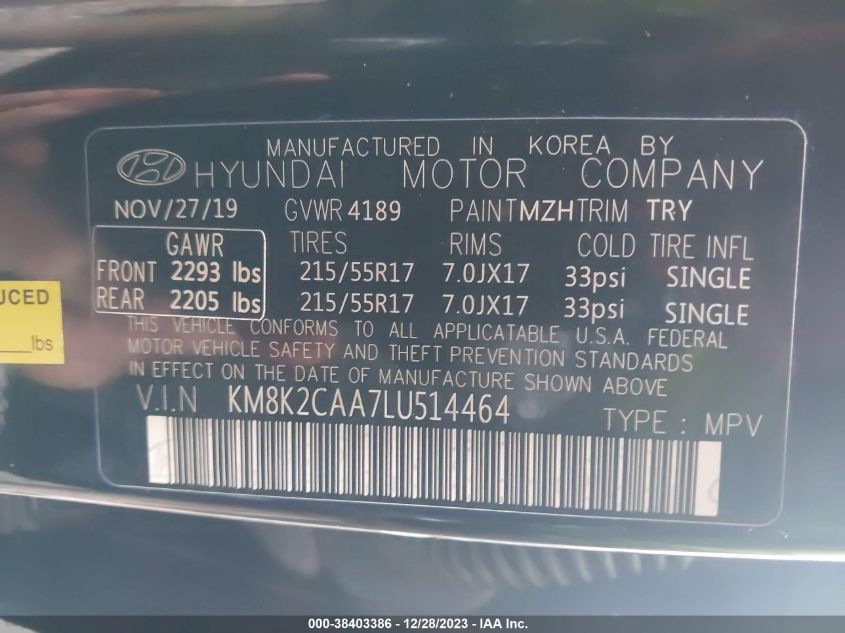 MANUFACTURED IN KOREA BY
HYUNDAI MOTOR COMPANY
NOV/27/19 GVWR 4189 PAINT MZH TRIM TRY
GAWR TIRES RIMS COLD TIRE INFL
FRONT 2293 lbs 215/55R17 7.0JX17 33psi SINGLE
REAR 2205 lbs 215/55R17 7.0JX17 33psi SINGLE
THIS VEHICLE CONFORMS TO ALL APPLICATABLE U.S.A. FEDERAL
MOTOR VEHICLE SAFETY AND THEFT PREVENTION STANDARDS
IN EFFECT ON THE DATE OF MANUFACTURE SHOWN ABOVE
V.I.N KM8K2CAA7LU514464 TYPE : MPV
UCED
lbs
000-38403386 - 12/28/2023 - IAA Inc.